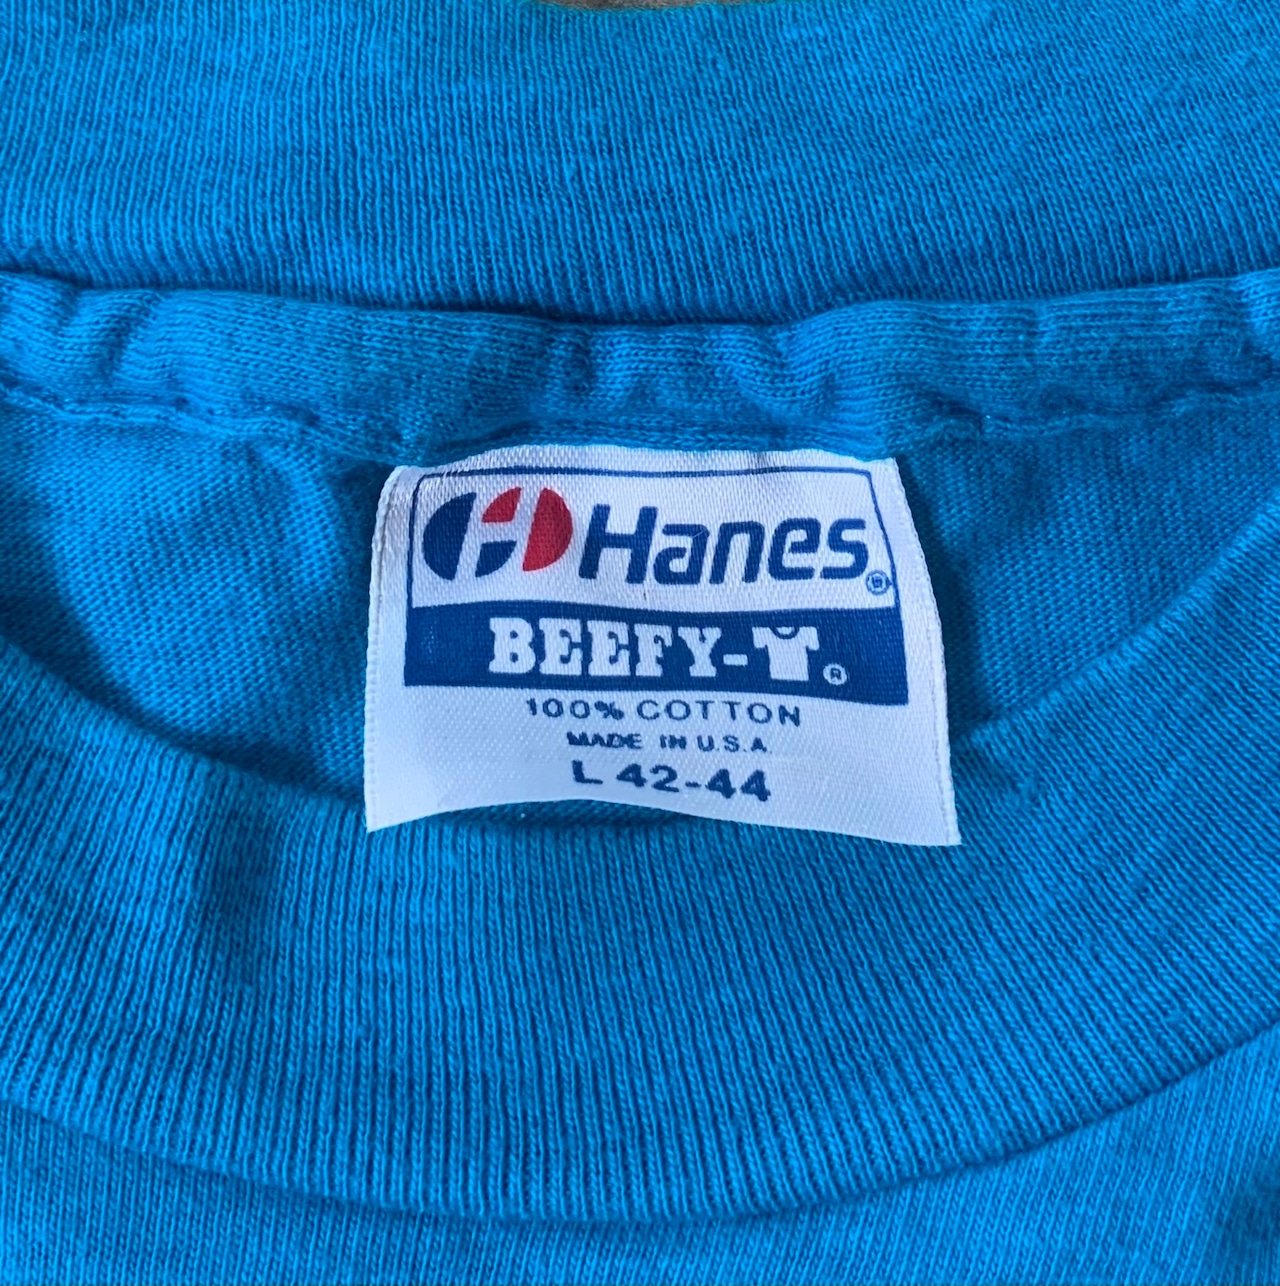 Hanes®
BEEFY-T®
100% COTTON
MADE IN U.S.A.
L 42-44